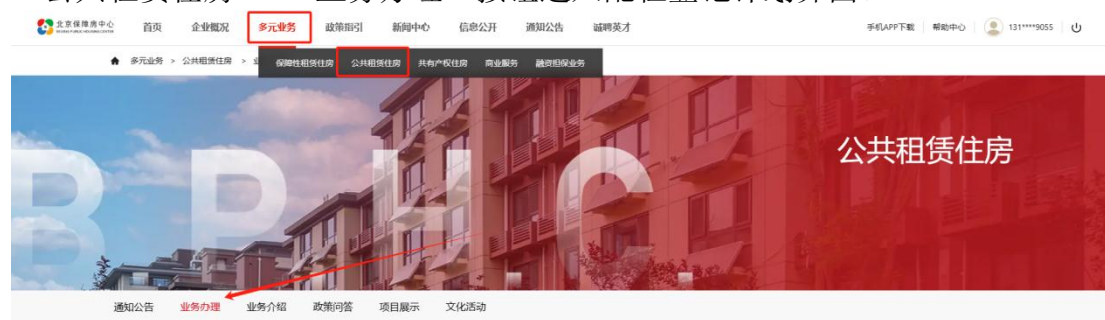 北京保障房中心
首页 企业概况 多元业务 政策指引 新闻中心 信息公开 通知公告 诚聘英才 手机APP下载 帮助中心 131****9055
多元业务 > 公共租赁住房 >
保障性租赁住房 公共租赁住房 共有产权住房 商业服务 融资担保业务
BPHC
公共租赁住房
通知公告 业务办理 业务介绍 政策问答 项目展示 文化活动